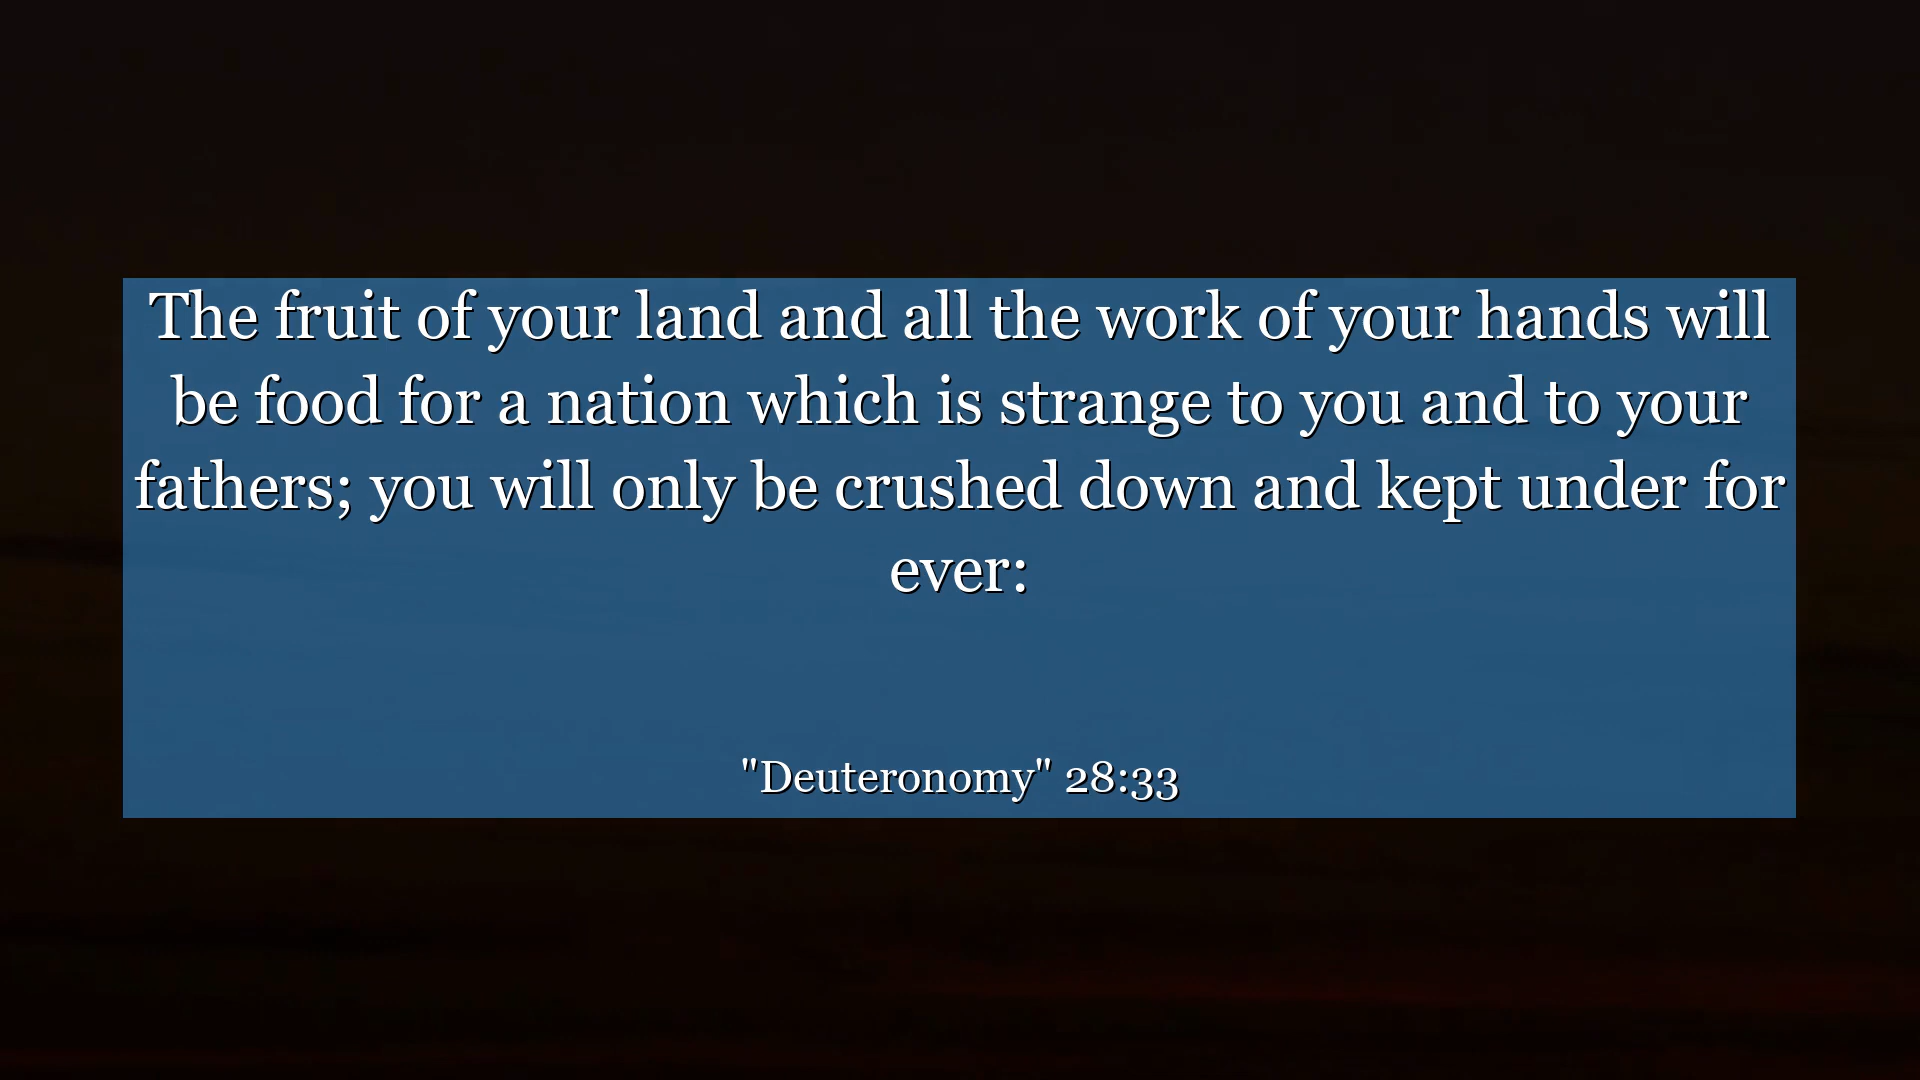 The fruit of your land and all the work of your hands will
be food for a nation which is strange to you and to your
fathers; you will only be crushed down and kept under for
ever:
"Deuteronomy" 28:33